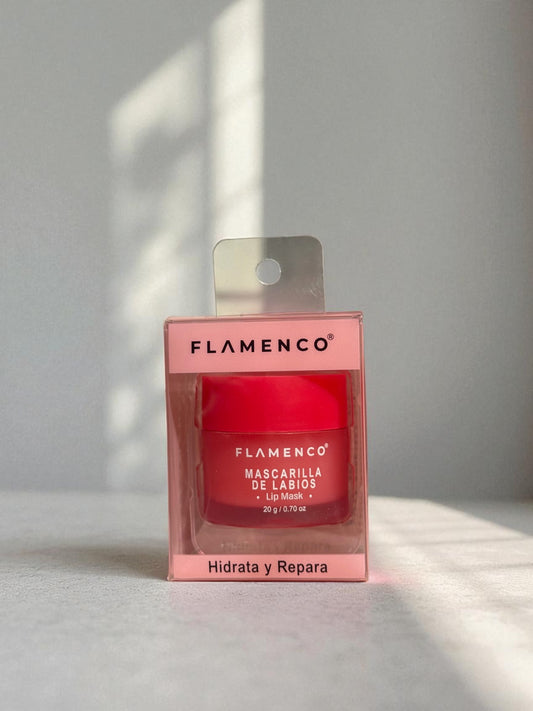 FLAMENCO®
FLAMENCO®
MASCARILLA
DE LABIOS
• Lip Mask •
20 g / 0.70 oz
Hidrata y Repara